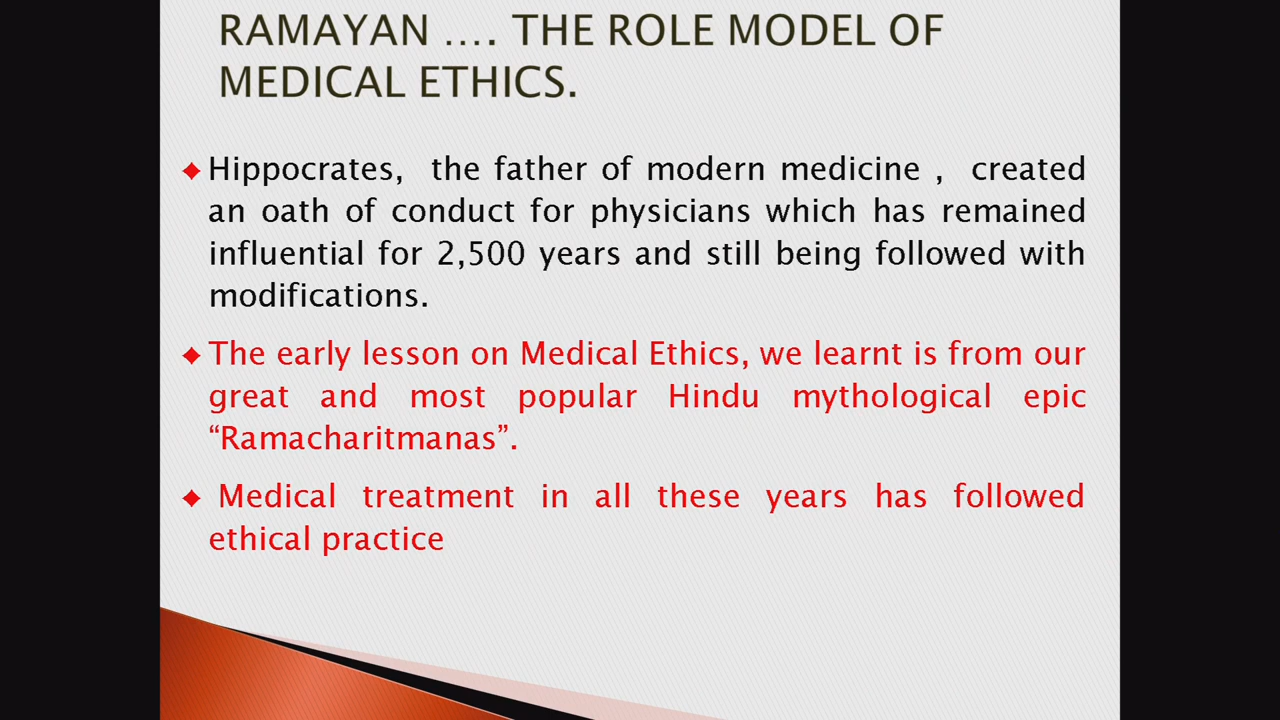 RAMAYAN .... THE ROLE MODEL OF
MEDICAL ETHICS.
Hippocrates, the father of modern medicine , created
an oath of conduct for physicians which has remained
influential for 2,500 years and still being followed with
modifications.
The early lesson on Medical Ethics, we learnt is from our
great and most popular Hindu mythological epic
“Ramacharitmanas”.
Medical treatment in all these years has followed
ethical practice